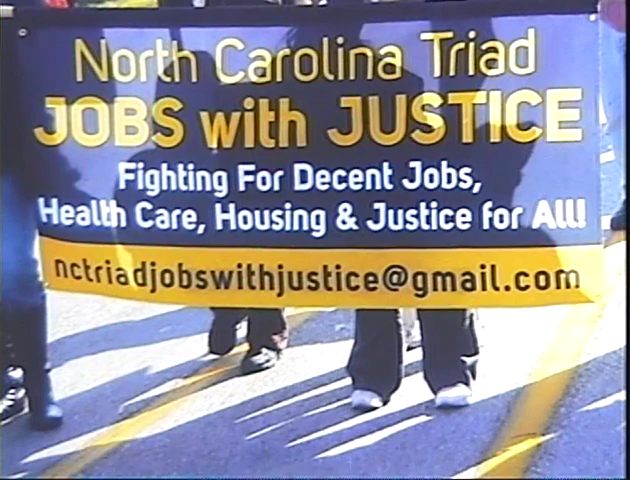 North Carolina Triad
JOBS with JUSTICE
Fighting For Decent Jobs,
Health Care, Housing & Justice for All!
nctriadjobswithjustice@gmail.com